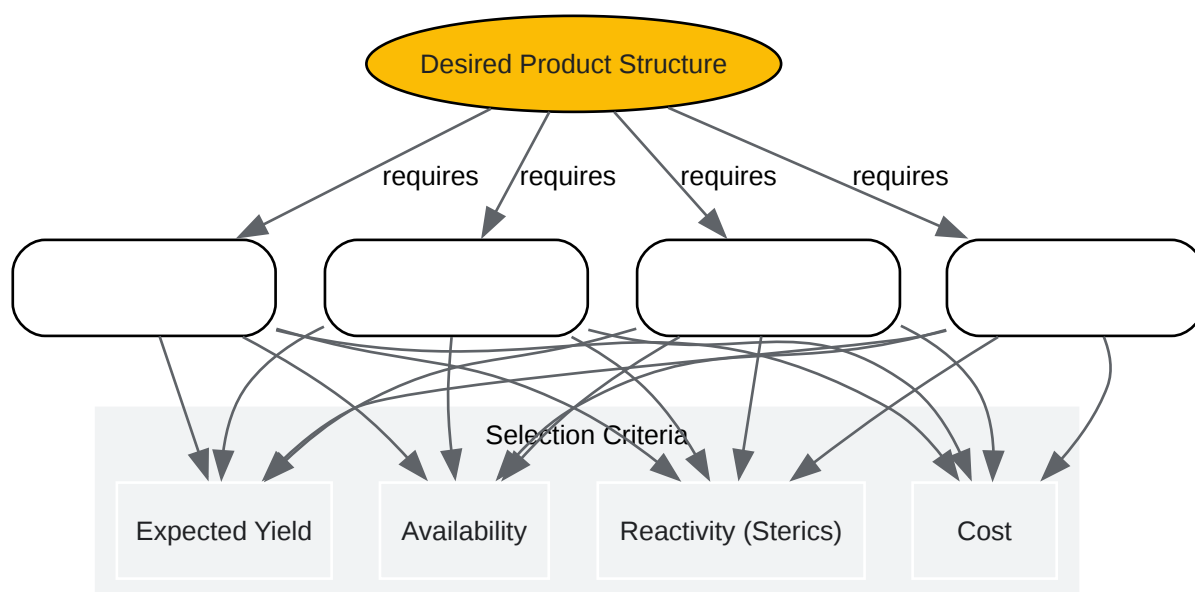 Desired Product Structure
requires
requires
requires
requires
Selection Criteria
Expected Yield
Availability
Reactivity (Sterics)
Cost